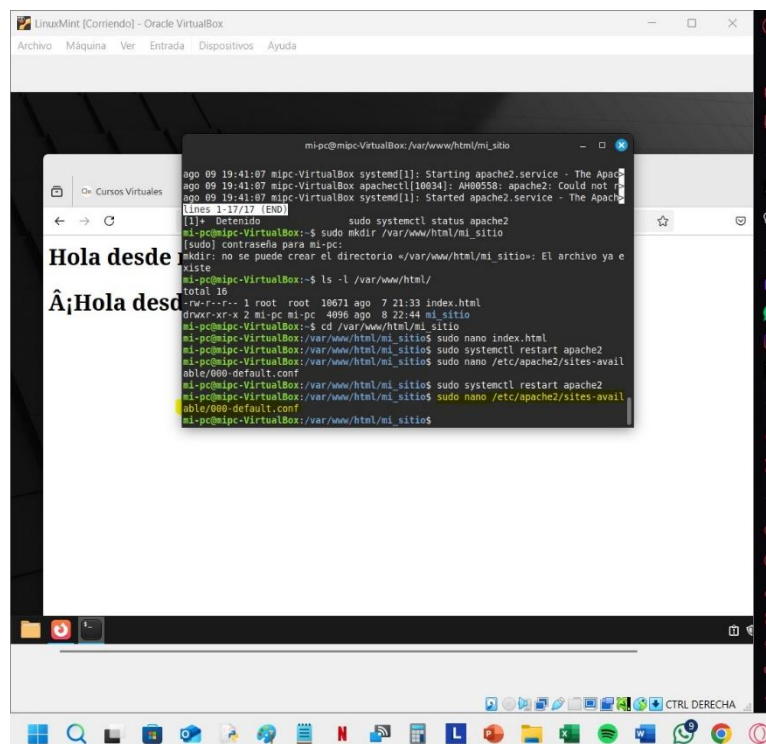 LinuxMint [Corriendo] - Oracle VirtualBox
Archivo Máquina Ver Entrada Dispositivos Ayuda
mi-pc@mipc-VirtualBox: /var/www/html/mi_sitio
ago 09 19:41:07 mipc-VirtualBox systemd[1]: Starting apache2.service - The Apac>
ago 09 19:41:07 mipc-VirtualBox apachectl[10034]: AH00558: apache2: Could not r>
ago 09 19:41:07 mipc-VirtualBox systemd[1]: Started apache2.service - The Apach>
lines 1-17/17 (END)
[1]+ Detenido sudo systemctl status apache2
mi-pc@mipc-VirtualBox:~$ sudo mkdir /var/www/html/mi_sitio
[sudo] contraseña para mi-pc:
mkdir: no se puede crear el directorio «/var/www/html/mi_sitio»: El archivo ya e
xiste
mi-pc@mipc-VirtualBox:~$ ls -l /var/www/html/
total 16
-rw-r--r-- 1 root root 10671 ago 7 21:33 index.html
drwxr-xr-x 2 mi-pc mi-pc 4096 ago 8 22:44 mi_sitio
mi-pc@mipc-VirtualBox:~$ cd /var/www/html/mi_sitio
mi-pc@mipc-VirtualBox:/var/www/html/mi_sitio$ sudo nano index.html
mi-pc@mipc-VirtualBox:/var/www/html/mi_sitio$ sudo systemctl restart apache2
mi-pc@mipc-VirtualBox:/var/www/html/mi_sitio$ sudo nano /etc/apache2/sites-avail
able/000-default.conf
mi-pc@mipc-VirtualBox:/var/www/html/mi_sitio$ sudo systemctl restart apache2
mi-pc@mipc-VirtualBox:/var/www/html/mi_sitio$ sudo nano /etc/apache2/sites-avail
able/000-default.conf
mi-pc@mipc-VirtualBox:/var/www/html/mi_sitio$
Cursos Virtuales
Hola desde
Â¡Hola desd
CTRL DERECHA